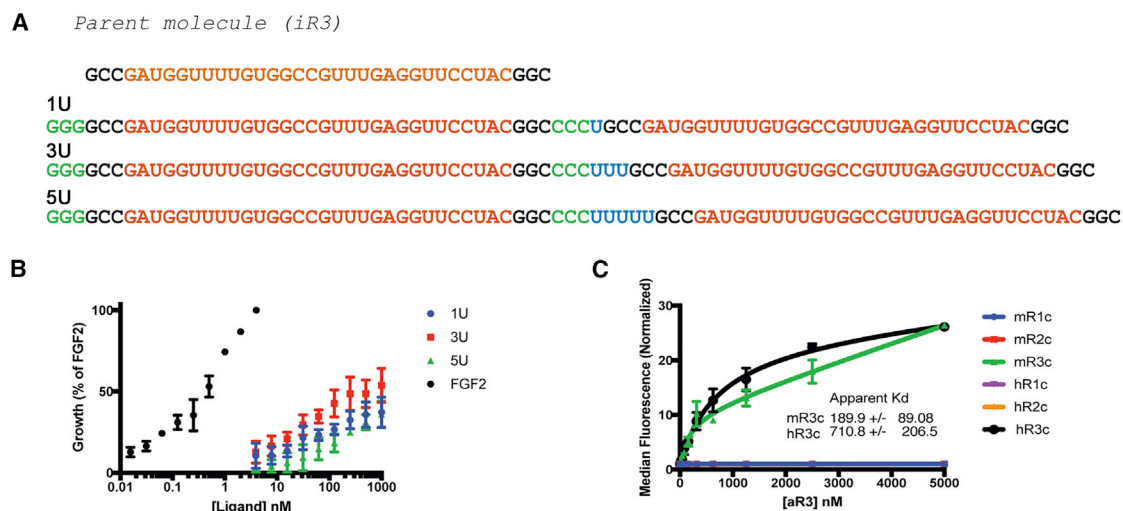 A
Parent molecule (iR3)
GCCGAUGGUUUUGUGGCCGUUUGAGGUUCCUACGGC
1U
GGGGCCGAUGGUUUUGUGGCCGUUUGAGGUUCCUACGGCCCCUGCCGAUGGUUUUGUGGCCGUUUGAGGUUCCUACGGC
3U
GGGGCCGAUGGUUUUGUGGCCGUUUGAGGUUCCUACGGCCCCUUUGCCGAUGGUUUUGUGGCCGUUUGAGGUUCCUACGGC
5U
GGGGCCGAUGGUUUUGUGGCCGUUUGAGGUUCCUACGGCCCCUUUUUGCCGAUGGUUUUGUGGCCGUUUGAGGUUCCUACGGC
B
Growth (% of FGF2)
100
50
0
0.01 0.1 1 10 100 1000
[Ligand] nM
1U
3U
5U
FGF2
C
Median Fluorescence (Normalized)
30
20
10
0
0 1000 2000 3000 4000 5000
[aR3] nM
Apparent Kd
mR3c 189.9 +/- 89.08
hR3c 710.8 +/- 206.5
mR1c
mR2c
mR3c
hR1c
hR2c
hR3c